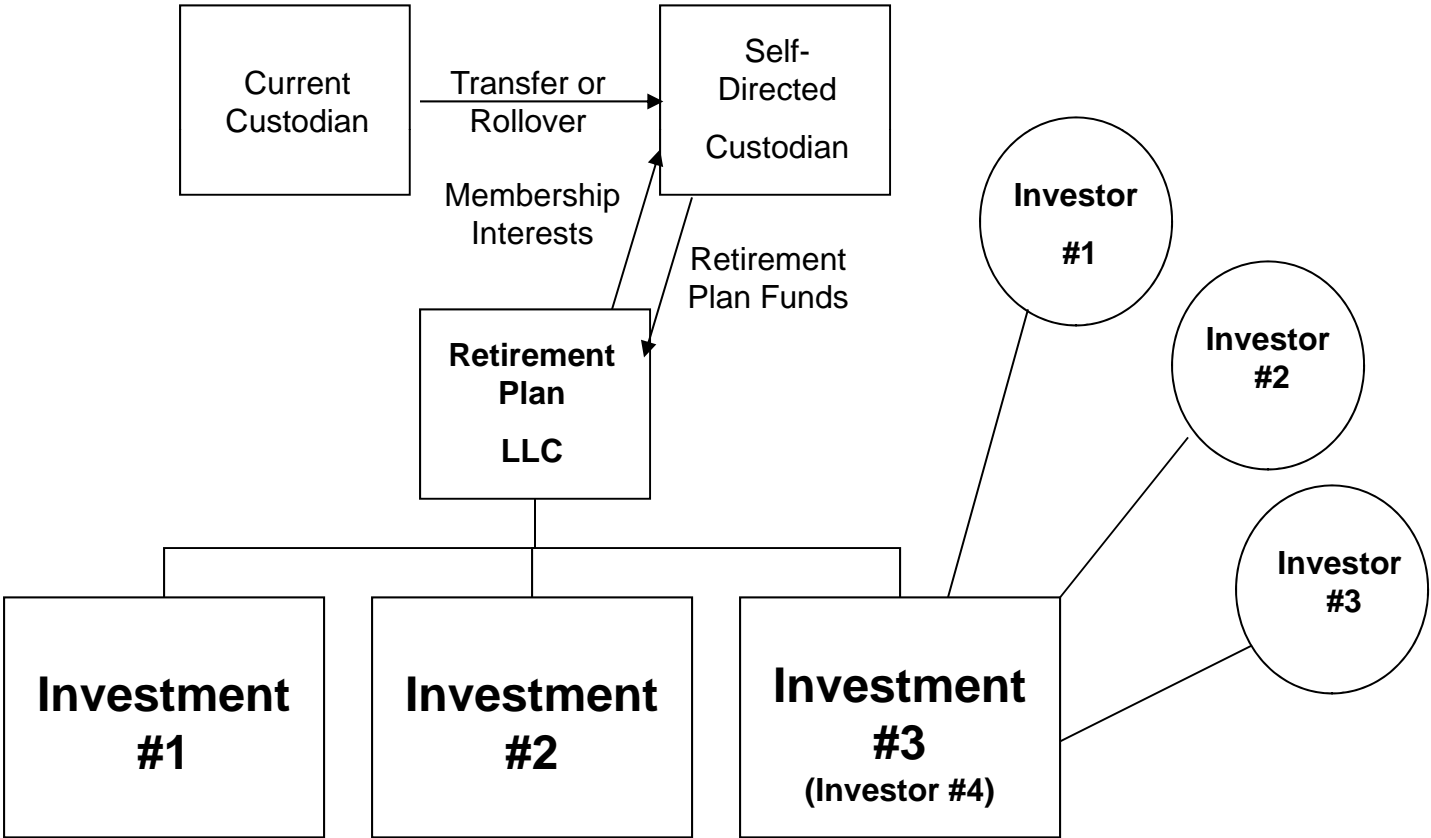 Current
Custodian
Transfer or
Rollover
Self-
Directed
Custodian
Membership
Interests
Retirement
Plan Funds
Investor
#1
Retirement
Plan
LLC
Investor
#2
Investor
#3
Investment
#1
Investment
#2
Investment
#3
(Investor #4)